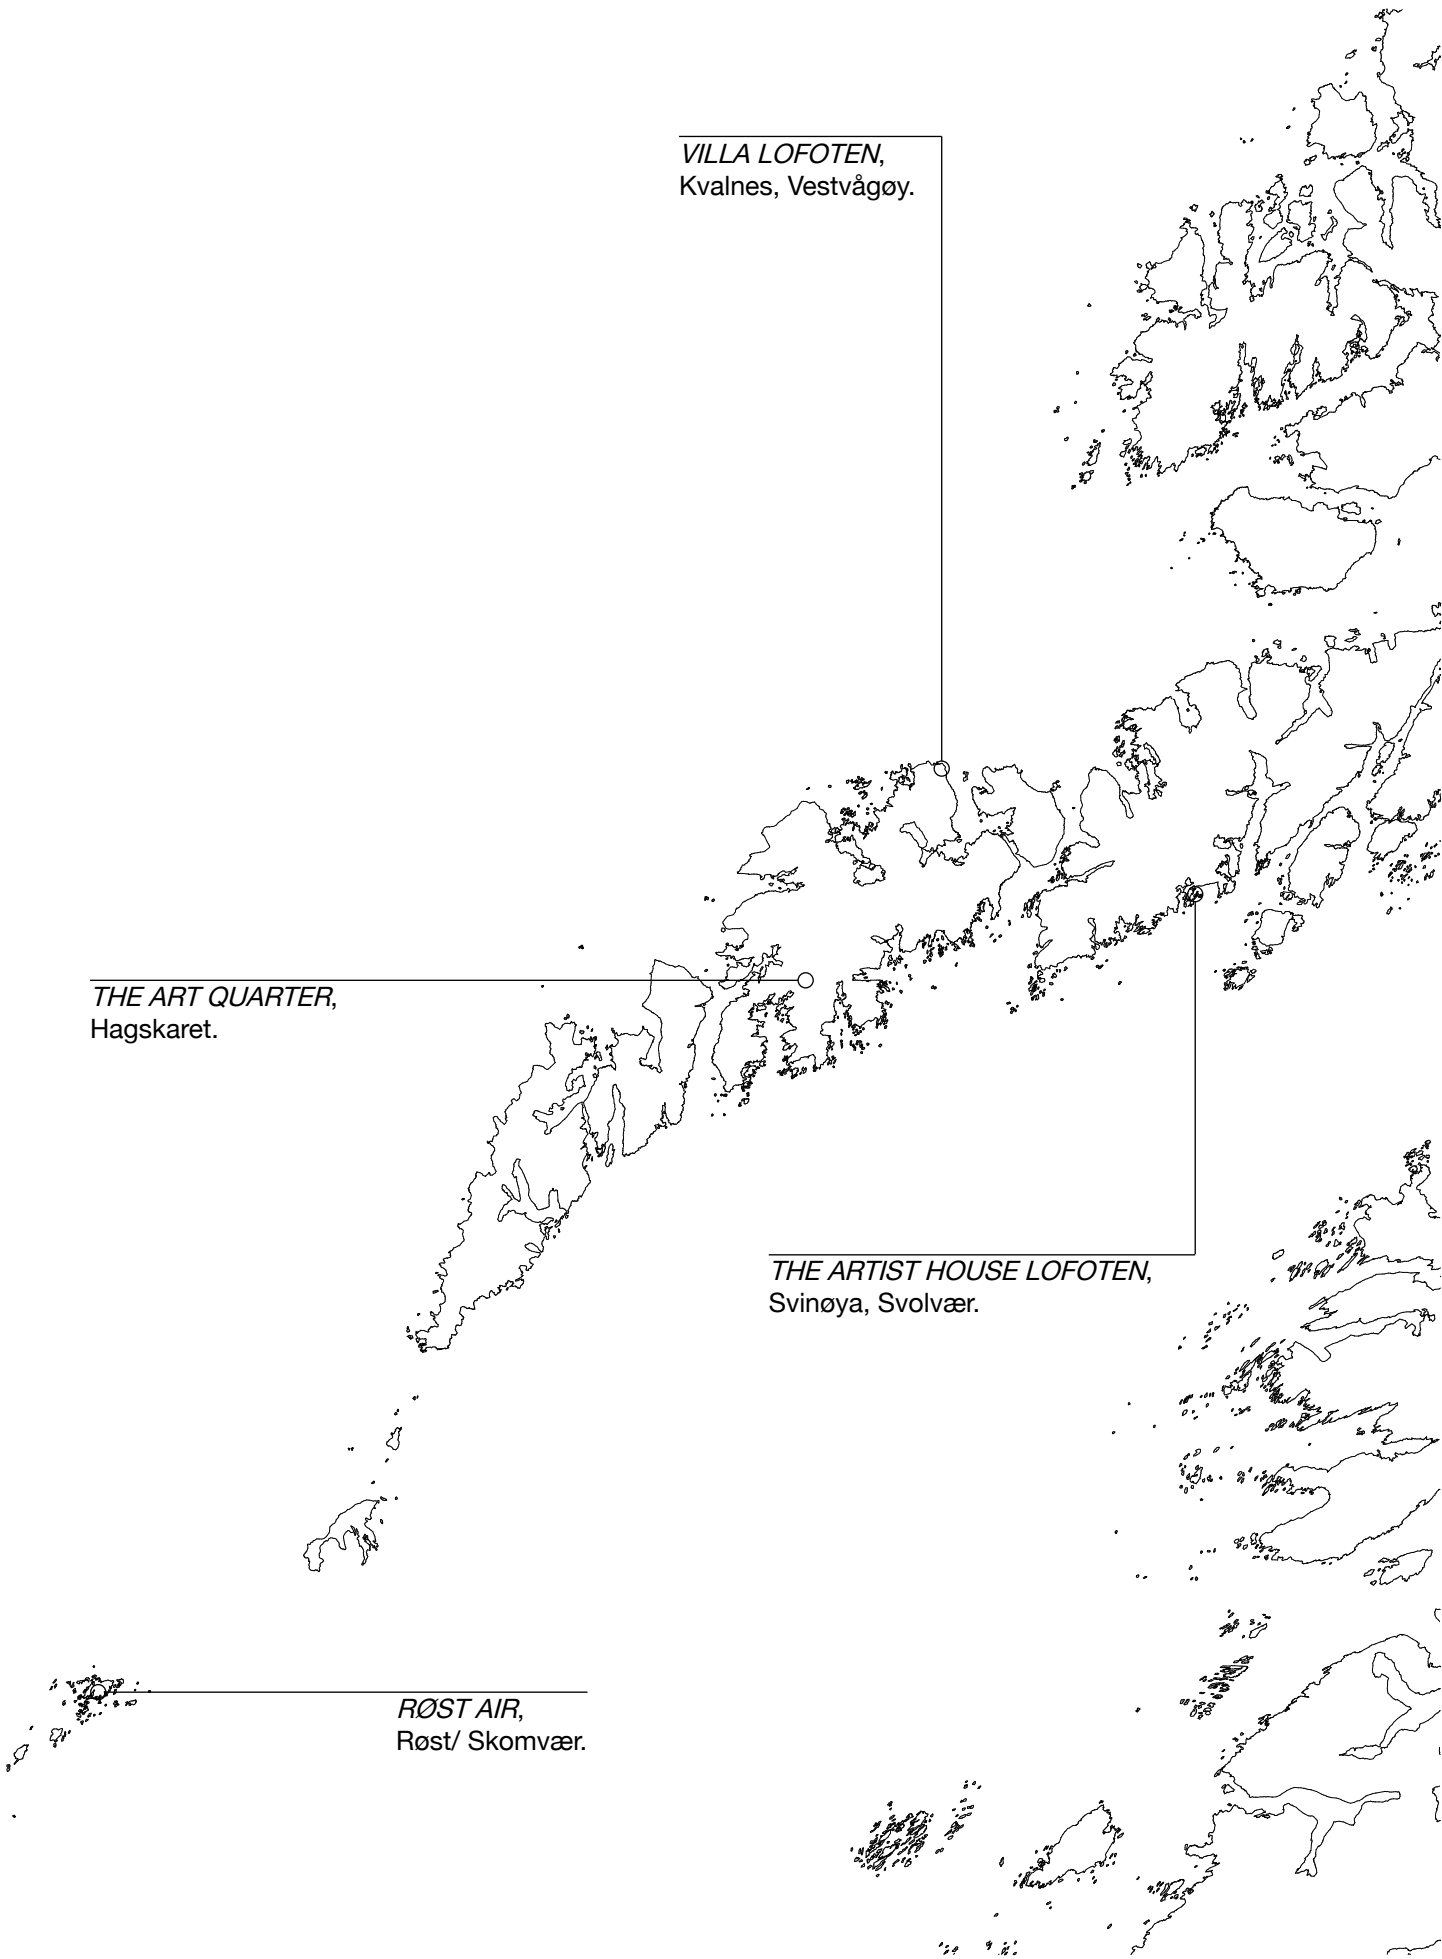 VILLA LOFOTEN,
Kvalnes, Vestvågøy.
THE ART QUARTER,
Hagskaret.
THE ARTIST HOUSE LOFOTEN,
Svinøya, Svolvær.
RØST AIR,
Røst/ Skomvær.